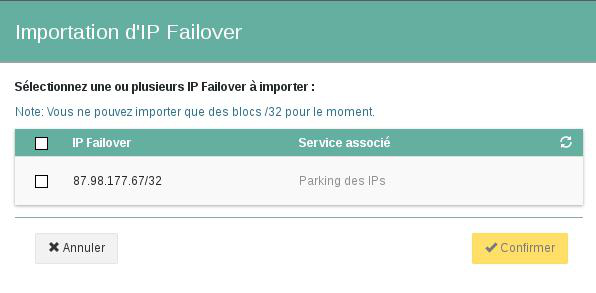 Importation d'IP Failover
Sélectionnez une ou plusieurs IP Failover à importer :
Note: Vous ne pouvez importer que des blocs /32 pour le moment.
IP Failover Service associé
87.98.177.67/32 Parking des IPs
Annuler Confirmer